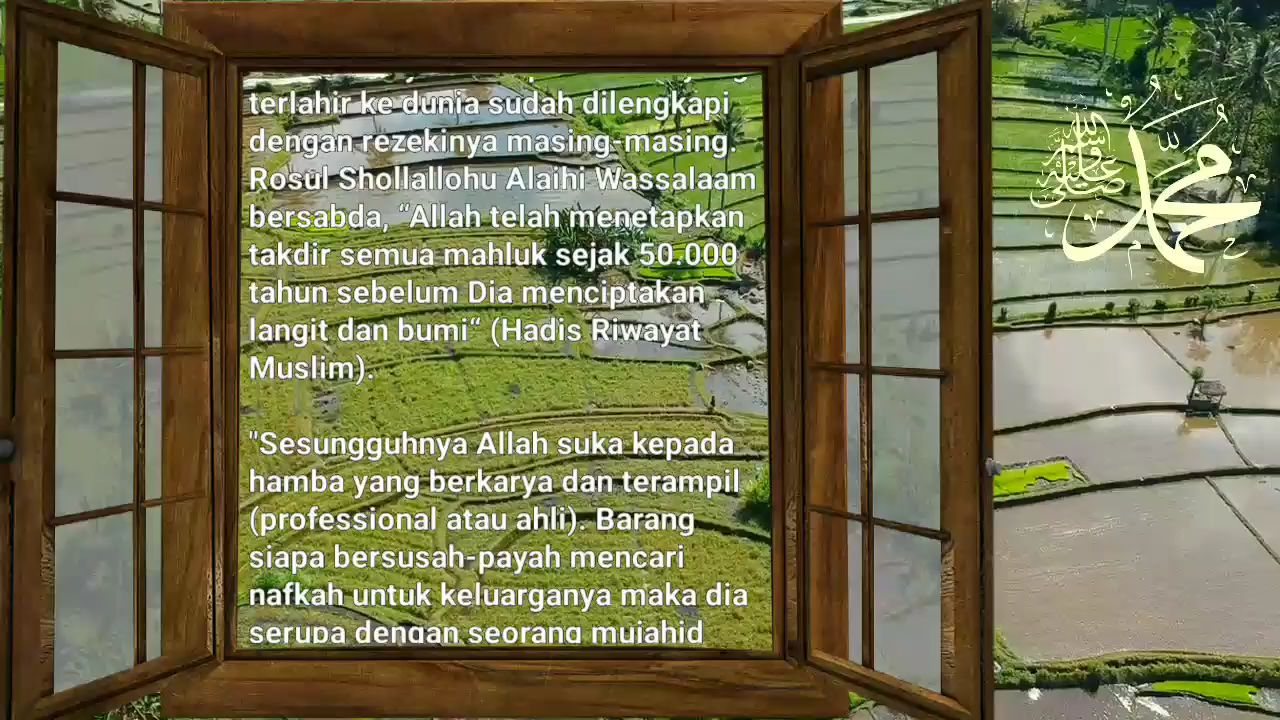 terlahir ke dunia sudah dilengkapi
dengan rezekinya masing-masing.
Rosul Shollallohu Alaihi Wassalaam
bersabda, “Allah telah menetapkan
takdir semua mahluk sejak 50.000
tahun sebelum Dia menciptakan
langit dan bumi“ (Hadis Riwayat
Muslim).
"Sesungguhnya Allah suka kepada
hamba yang berkarya dan terampil
(professional atau ahli). Barang
siapa bersusah-payah mencari
nafkah untuk keluarganya maka dia
serupa dengan seorang mujahid
محمد صلى الله عليه وسلم